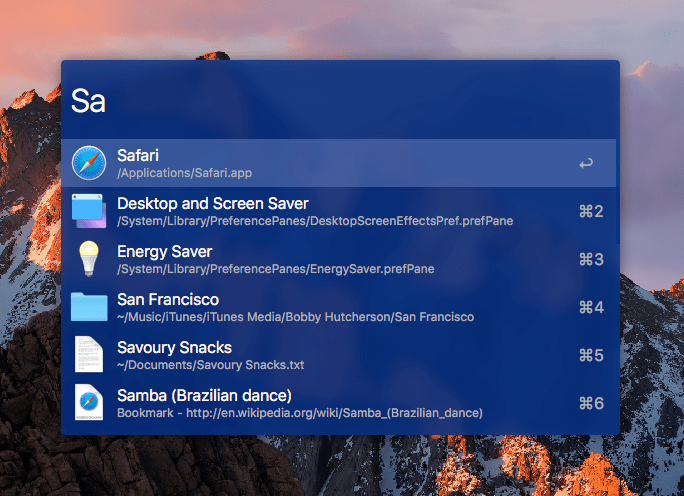 Sa
Safari
/Applications/Safari.app
↩
Desktop and Screen Saver
/System/Library/PreferencePanes/DesktopScreenEffectsPref.prefPane
⌘2
Energy Saver
/System/Library/PreferencePanes/EnergySaver.prefPane
⌘3
San Francisco
~/Music/iTunes/iTunes Media/Bobby Hutcherson/San Francisco
⌘4
Savoury Snacks
~/Documents/Savoury Snacks.txt
⌘5
Samba (Brazilian dance)
Bookmark - http://en.wikipedia.org/wiki/Samba_(Brazilian_dance)
⌘6